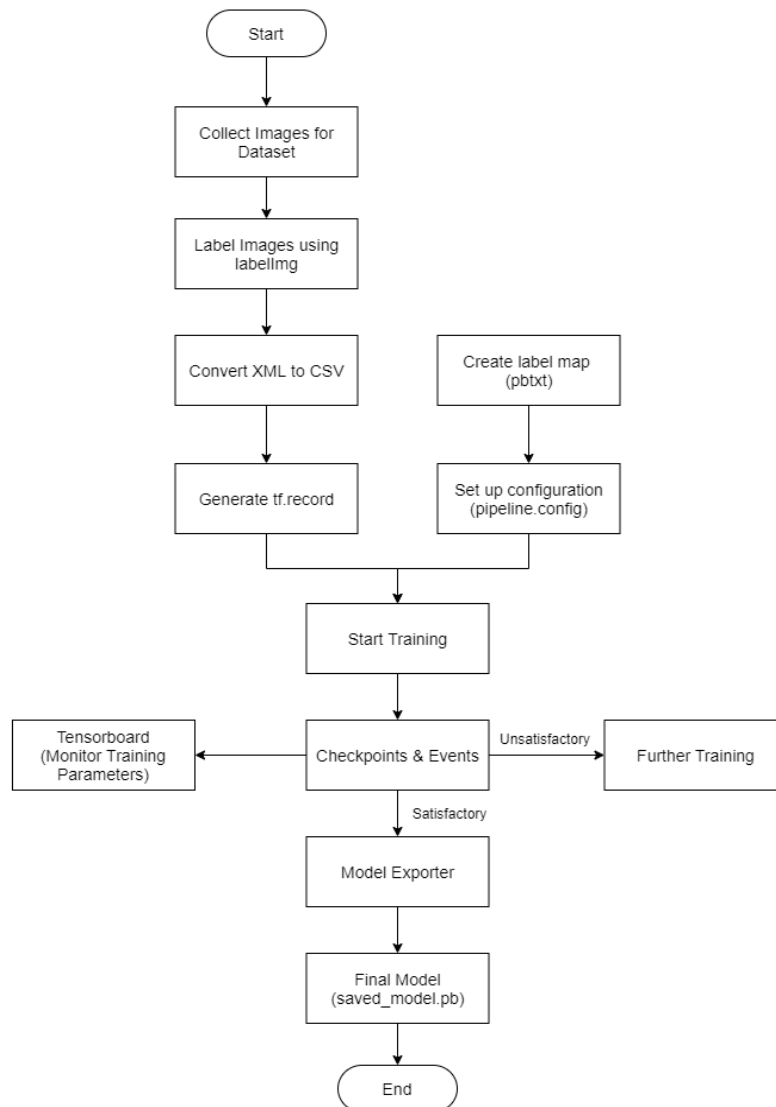 Start
Collect Images for
Dataset
Label Images using
labelImg
Convert XML to CSV
Create label map
(pbtxt)
Generate tf.record
Set up configuration
(pipeline.config)
Start Training
Tensorboard
(Monitor Training
Parameters)
Checkpoints & Events
Unsatisfactory
Further Training
Satisfactory
Model Exporter
Final Model
(saved_model.pb)
End